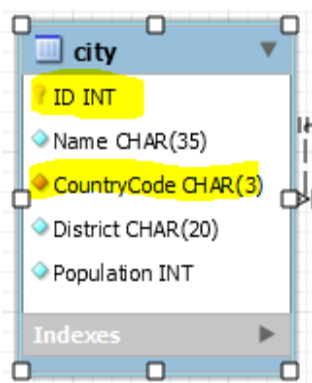 city
ID INT
Name CHAR(35)
CountryCode CHAR(3)
District CHAR(20)
Population INT
Indexes